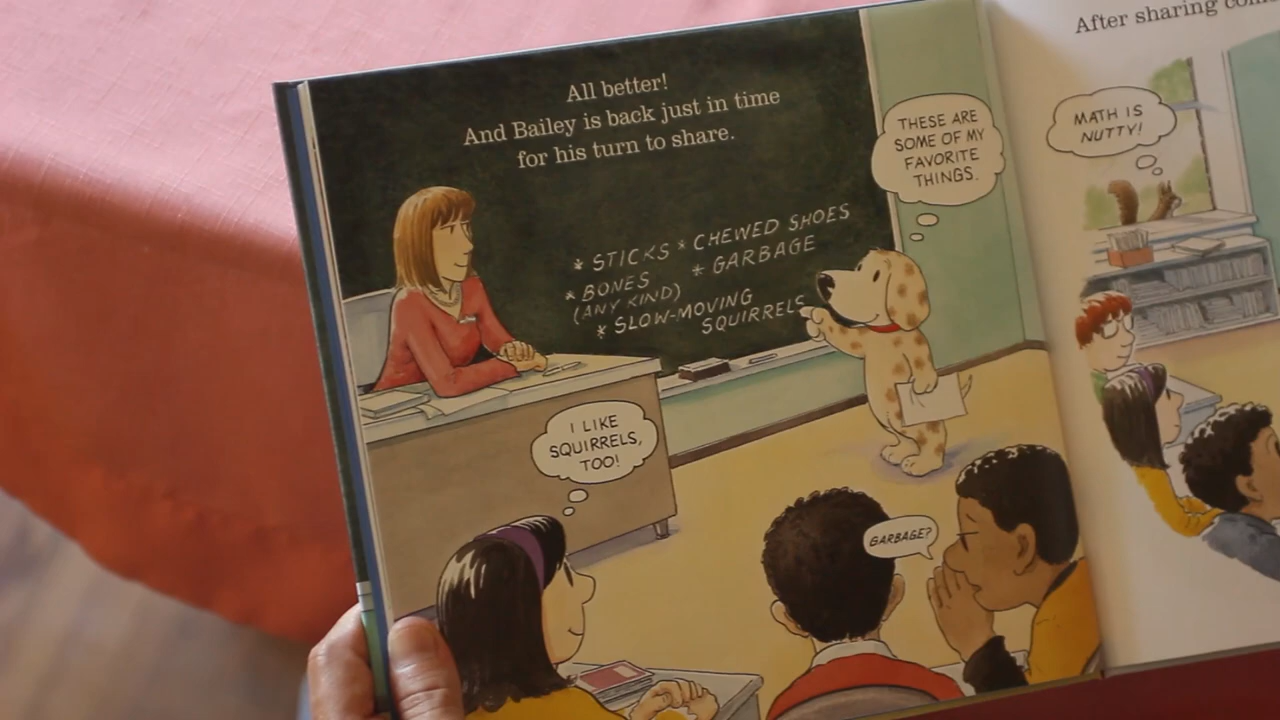 All better!
And Bailey is back just in time
for his turn to share.
THESE ARE
SOME OF MY
FAVORITE
THINGS.
* STICKS * CHEWED SHOES
* BONES * GARBAGE
(ANY KIND)
* SLOW-MOVING
SQUIRRELS
I LIKE
SQUIRRELS,
TOO!
GARBAGE?
After sharing
MATH IS
NUTTY!